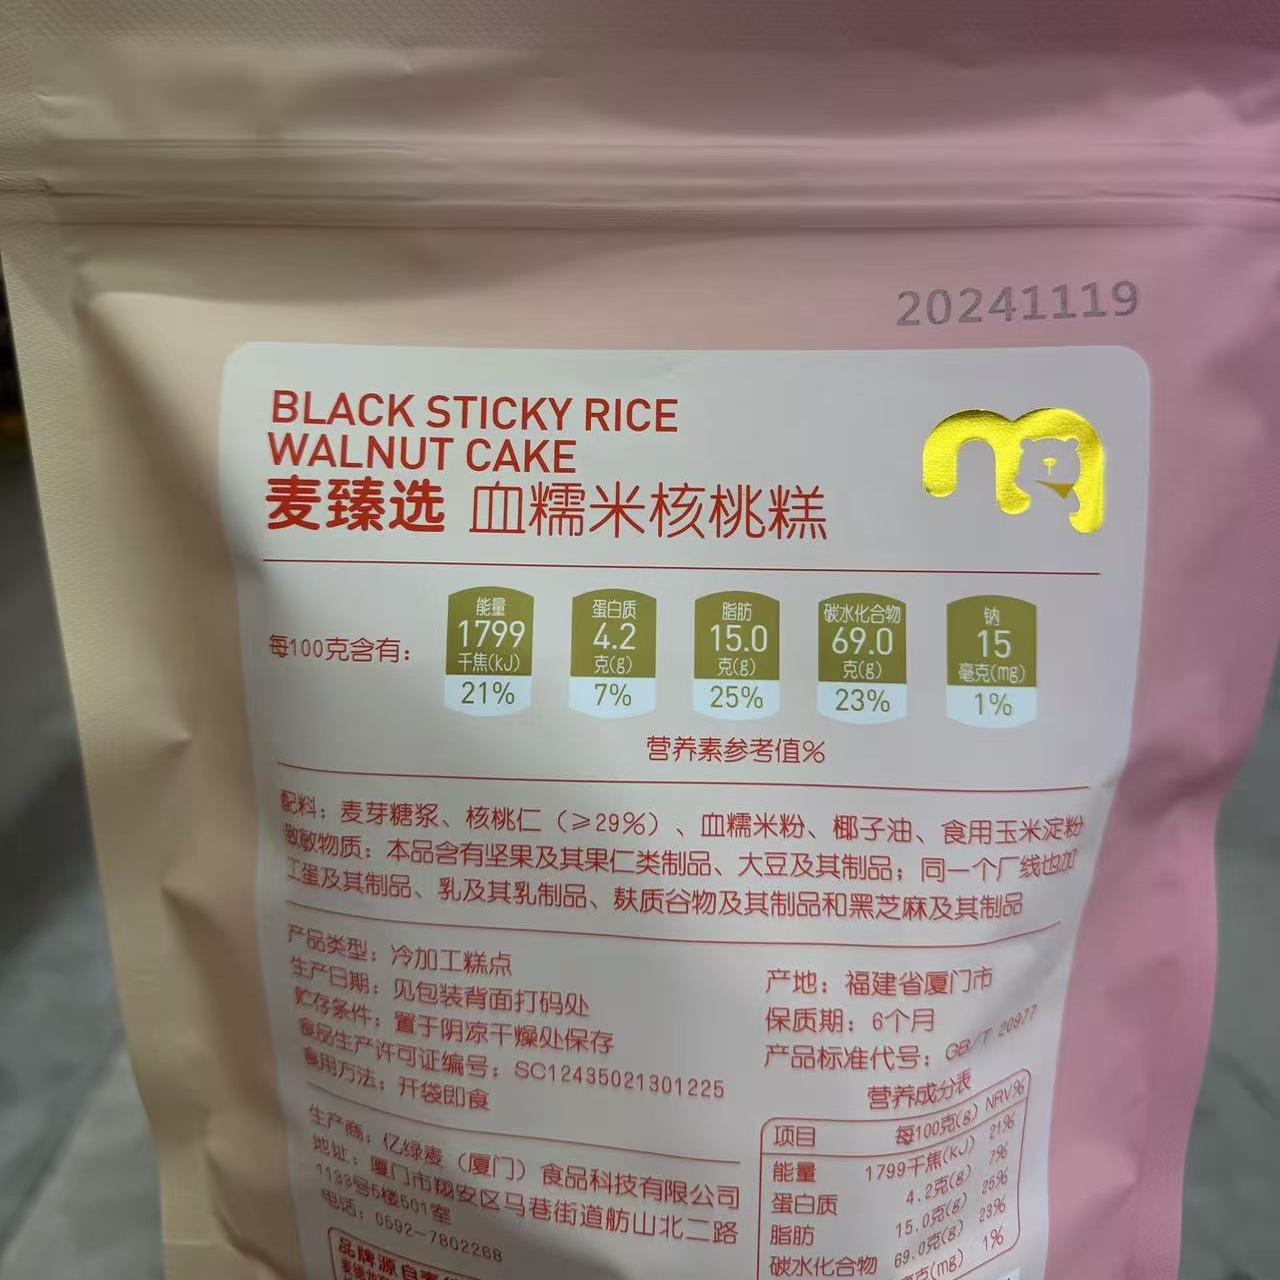 20241119
BLACK STICKY RICE
WALNUT CAKE
麦臻选 血糯米核桃糕
每100克含有:
能量
1799
千焦(kJ)
21%
蛋白质
4.2
克(g)
7%
脂肪
15.0
克(g)
25%
碳水化合物
69.0
克(g)
23%
钠
15
毫克(mg)
1%
营养素参考值%
配料: 麦芽糖浆、核桃仁(≥29%)、血糯米粉、椰子油、食用玉米淀粉
致敏物质: 本品含有坚果及其果仁类制品、大豆及其制品; 同一个厂线也加
工蛋及其制品、乳及其乳制品、麸质谷物及其制品和黑芝麻及其制品
产品类型: 冷加工糕点
生产日期: 见包装背面打码处
贮存条件: 置于阴凉干燥处保存
食品生产许可证编号: SC12435021301225
食用方法: 开袋即食
产地: 福建省厦门市
保质期: 6个月
产品标准代号: GB/T 20977
生产商: 亿绿麦(厦门)食品科技有限公司
地址: 厦门市翔安区马巷街道舫山北二路
1133号6楼601室
电话: 0592-7802268
营养成分表
项目 每100克(g) NRV%
能量 1799千焦(kJ) 21%
蛋白质 4.2克(g) 7%
脂肪 15.0克(g) 25%
碳水化合物 69.0克(g) 23%
毫克(mg) 1%
品牌源自麦